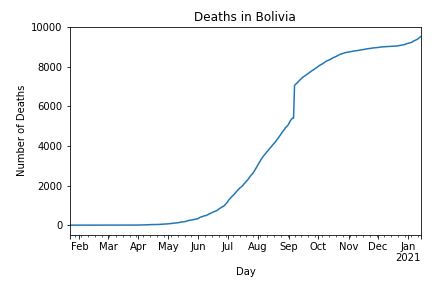 Deaths in Bolivia
Number of Deaths
10000
8000
6000
4000
2000
0
Feb Mar Apr May Jun Jul Aug Sep Oct Nov Dec Jan
2021
Day